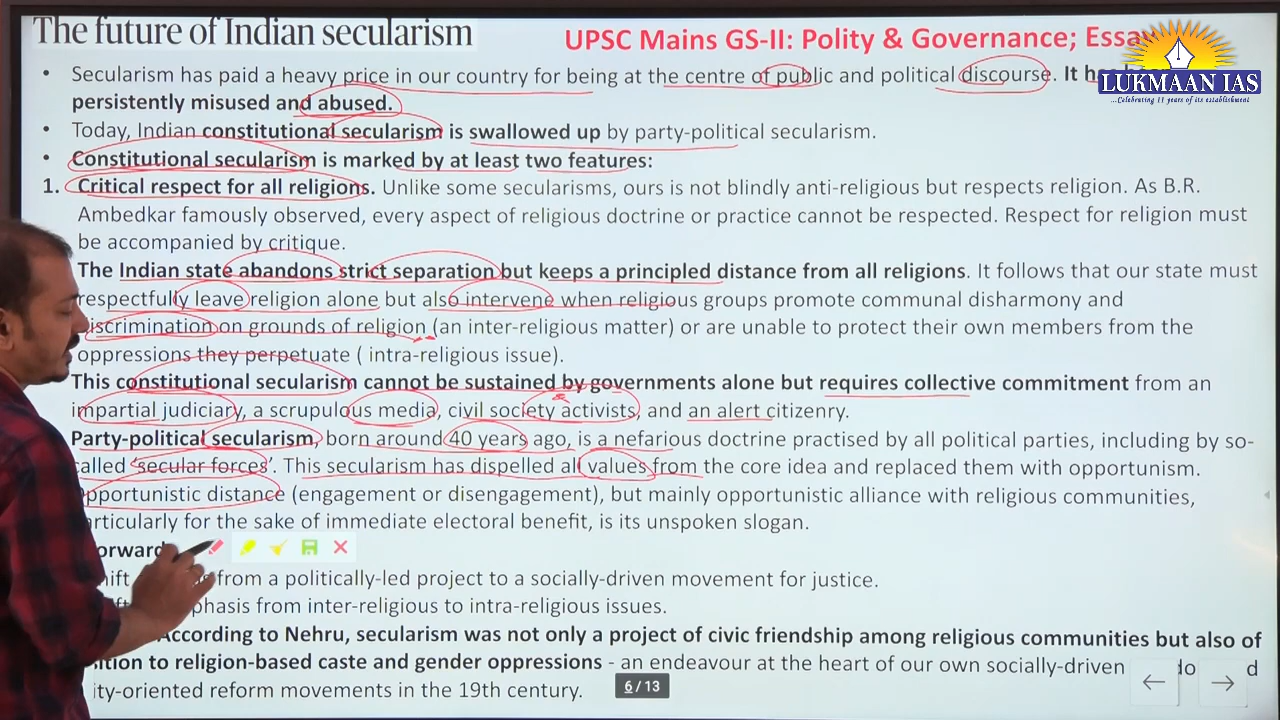 The future of Indian secularism
UPSC Mains GS-II: Polity & Governance; Essay
LUKMAAN IAS
...Celebrating 11 years of its establishment
• Secularism has paid a heavy price in our country for being at the centre of public and political discourse. It
persistently misused and abused.
• Today, Indian constitutional secularism is swallowed up by party-political secularism.
• Constitutional secularism is marked by at least two features:
1. Critical respect for all religions. Unlike some secularisms, ours is not blindly anti-religious but respects religion. As B.R.
Ambedkar famously observed, every aspect of religious doctrine or practice cannot be respected. Respect for religion must
be accompanied by critique.
The Indian state abandons strict separation but keeps a principled distance from all religions. It follows that our state must
respectfully leave religion alone but also intervene when religious groups promote communal disharmony and
discrimination on grounds of religion (an inter-religious matter) or are unable to protect their own members from the
oppressions they perpetuate ( intra-religious issue).
This constitutional secularism cannot be sustained by governments alone but requires collective commitment from an
impartial judiciary, a scrupulous media, civil society activists, and an alert citizenry.
Party-political secularism, born around 40 years ago, is a nefarious doctrine practised by all political parties, including by so-
called 'secular forces'. This secularism has dispelled all values from the core idea and replaced them with opportunism.
Opportunistic distance (engagement or disengagement), but mainly opportunistic alliance with religious communities,
particularly for the sake of immediate electoral benefit, is its unspoken slogan.
from a politically-led project to a socially-driven movement for justice.
from inter-religious to intra-religious issues.
According to Nehru, secularism was not only a project of civic friendship among religious communities but also of
to religion-based caste and gender oppressions - an endeavour at the heart of our own socially-driven
reform movements in the 19th century.
6 / 13